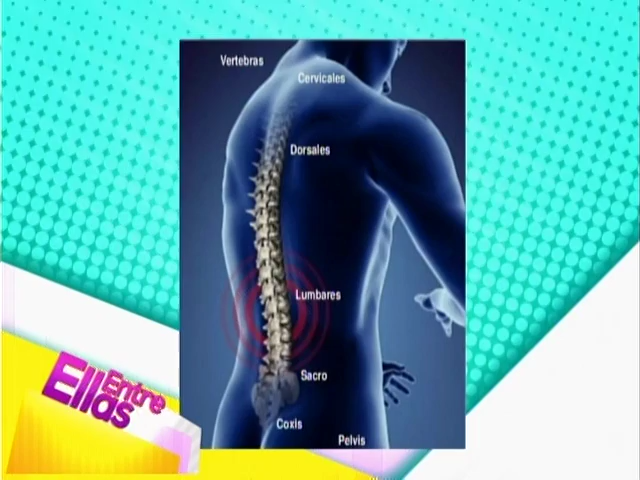 Vertebras
Cervicales
Dorsales
Lumbares
Sacro
Coxis
Pelvis
Entre
Ellas